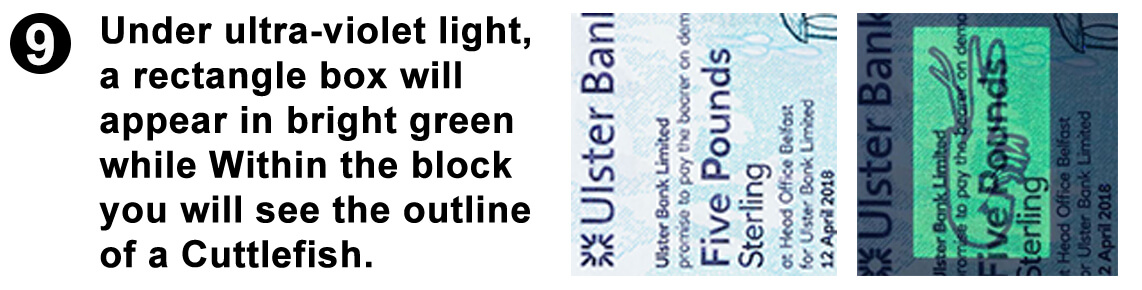 9
Under ultra-violet light,
a rectangle box will
appear in bright green
while Within the block
you will see the outline
of a Cuttlefish.
Ulster Bank
Ulster Bank Limited
promise to pay the bearer on
Five Pounds
Sterling
at Head Office Belfast
for Ulster Bank Limited
12 April 2018
Ulster Bank
Ulster Bank Limited
promise to pay the bearer on
Five Pounds
Sterling
at Head Office Belfast
for Ulster Bank Limited
12 April 2018